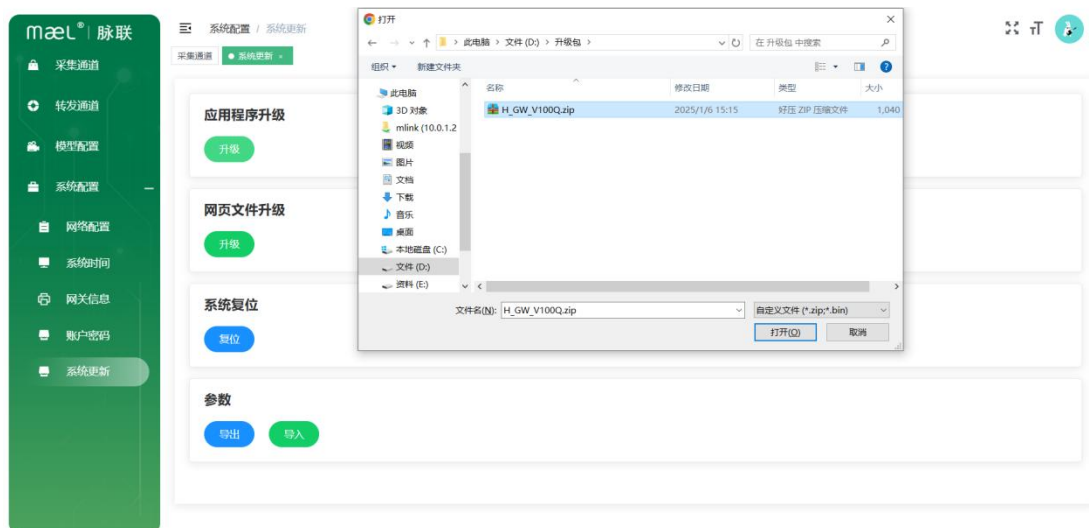 mæL®|脉联
采集通道
转发通道
模型配置
系统配置
网络配置
系统时间
网关信息
账户密码
系统更新
系统配置 / 系统更新
采集通道
系统更新 ×
应用程序升级
升级
网页文件升级
升级
系统复位
复位
参数
导出 导入
打开
此电脑 > 文件 (D:) > 升级包 >
在 升级包 中搜索
组织 新建文件夹
名称 修改日期 类型 大小
H_GW_V100Q.zip 2025/1/6 15:15 好压 ZIP 压缩文件 1,040
此电脑
3D 对象
mlink (10.0.1.2
视频
图片
文档
下载
音乐
桌面
本地磁盘 (C:)
文件 (D:)
资料 (E:)
文件名(N): H_GW_V100Q.zip 自定义文件 (*.zip;*.bin)
打开(O) 取消